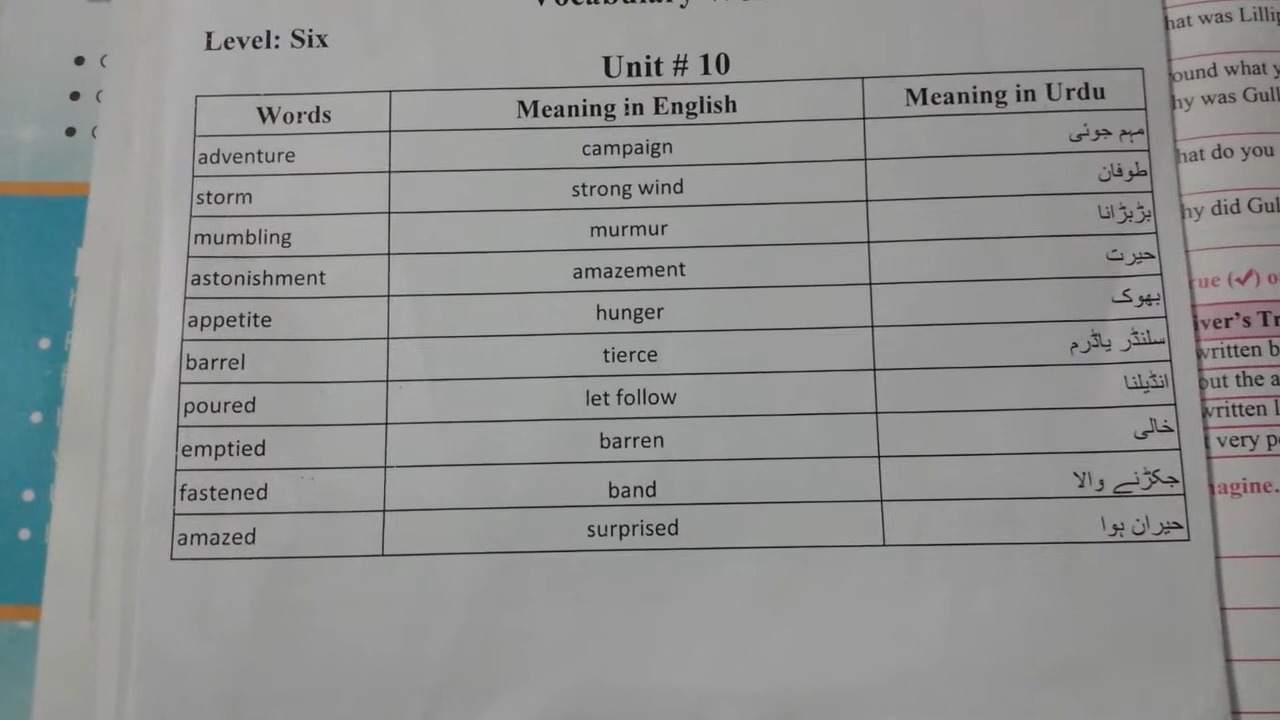 Level: Six
Unit # 10
Words Meaning in English Meaning in Urdu
adventure campaign مہم جوئی
storm strong wind طوفان
mumbling murmur بڑبڑانا
astonishment amazement حیرت
appetite hunger بھوک
barrel tierce سلنڈر یاڈرم
poured let follow انڈیلنا
emptied barren خالی
fastened band جکڑنے والا
amazed surprised حیران ہوا
hat was Lillip
ound what y
hy was Gull
hat do you
hy did Gul
rue (✓) o
iver's Tr
written b
out the a
written l
very p
agine.